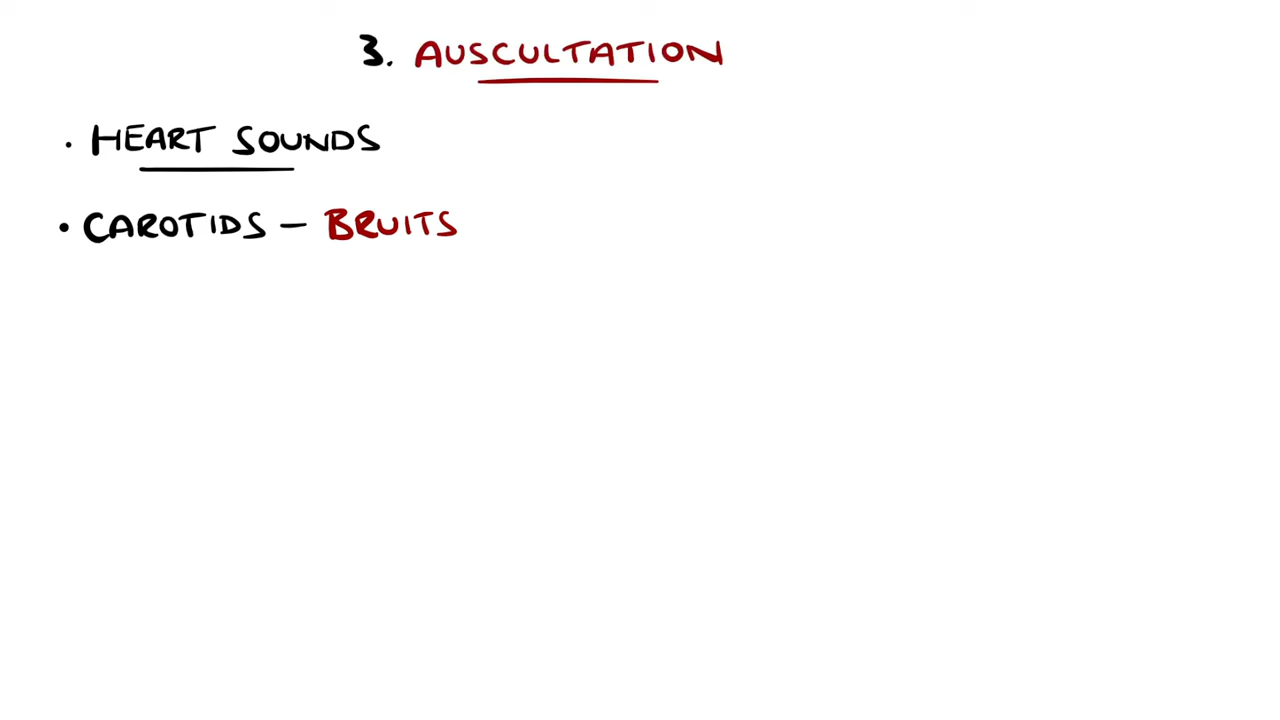 3. AUSCULTATION
• HEART SOUNDS
• CAROTIDS – BRUITS